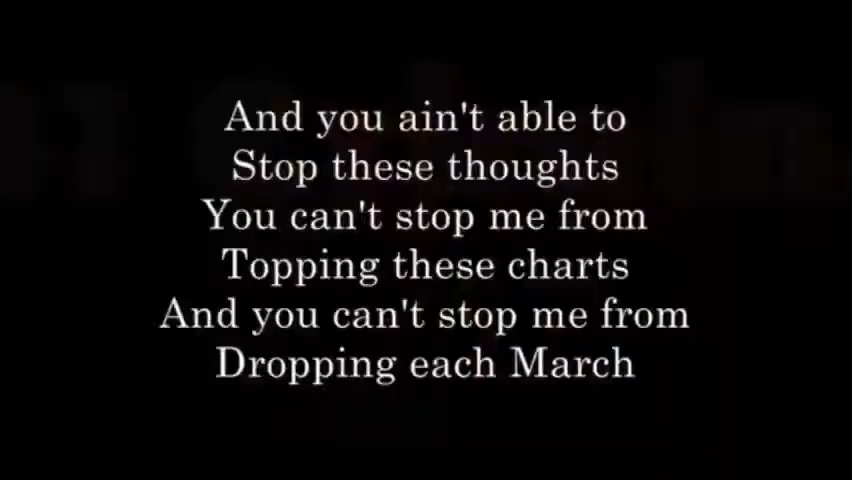 And you ain't able to
Stop these thoughts
You can't stop me from
Topping these charts
And you can't stop me from
Dropping each March